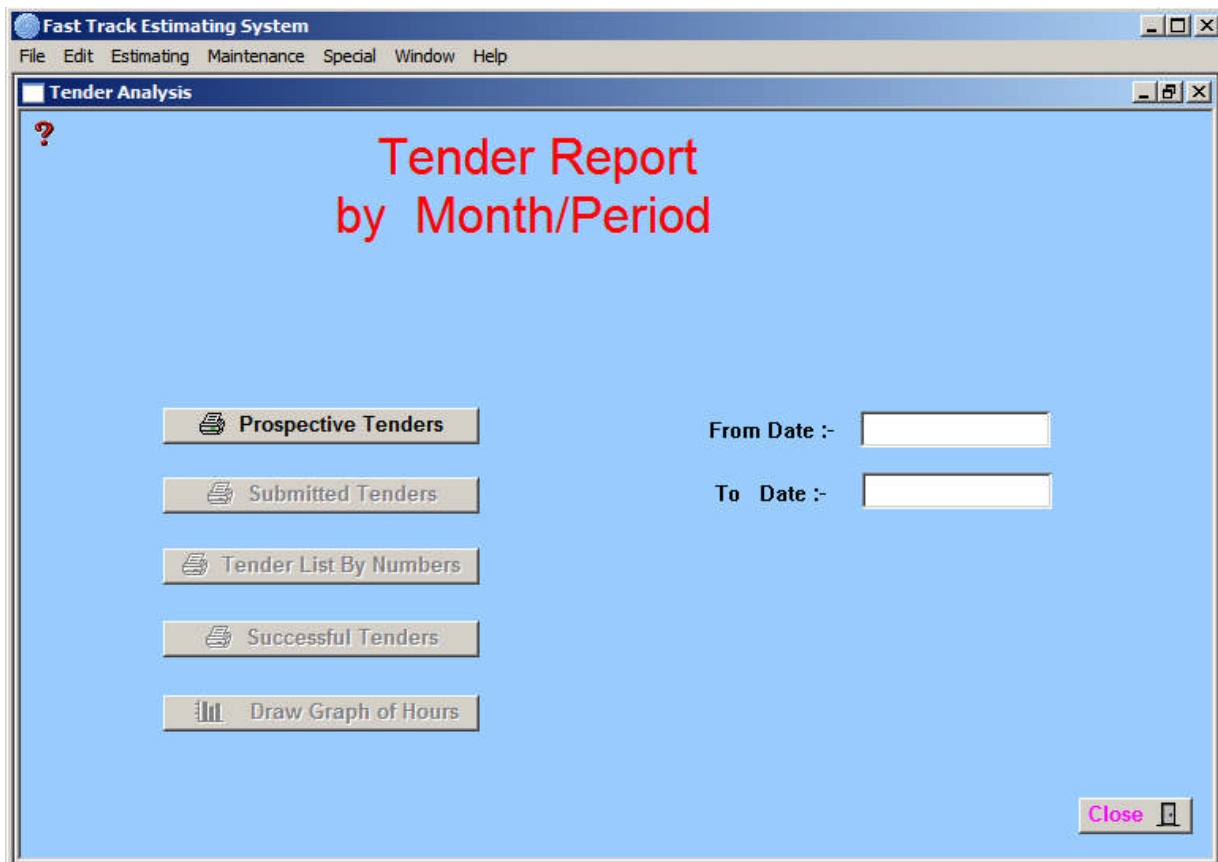 Fast Track Estimating System
File Edit Estimating Maintenance Special Window Help
Tender Analysis
?
Tender Report
by Month/Period
Prospective Tenders
From Date :-
Submitted Tenders
To Date :-
Tender List By Numbers
Successful Tenders
Draw Graph of Hours
Close